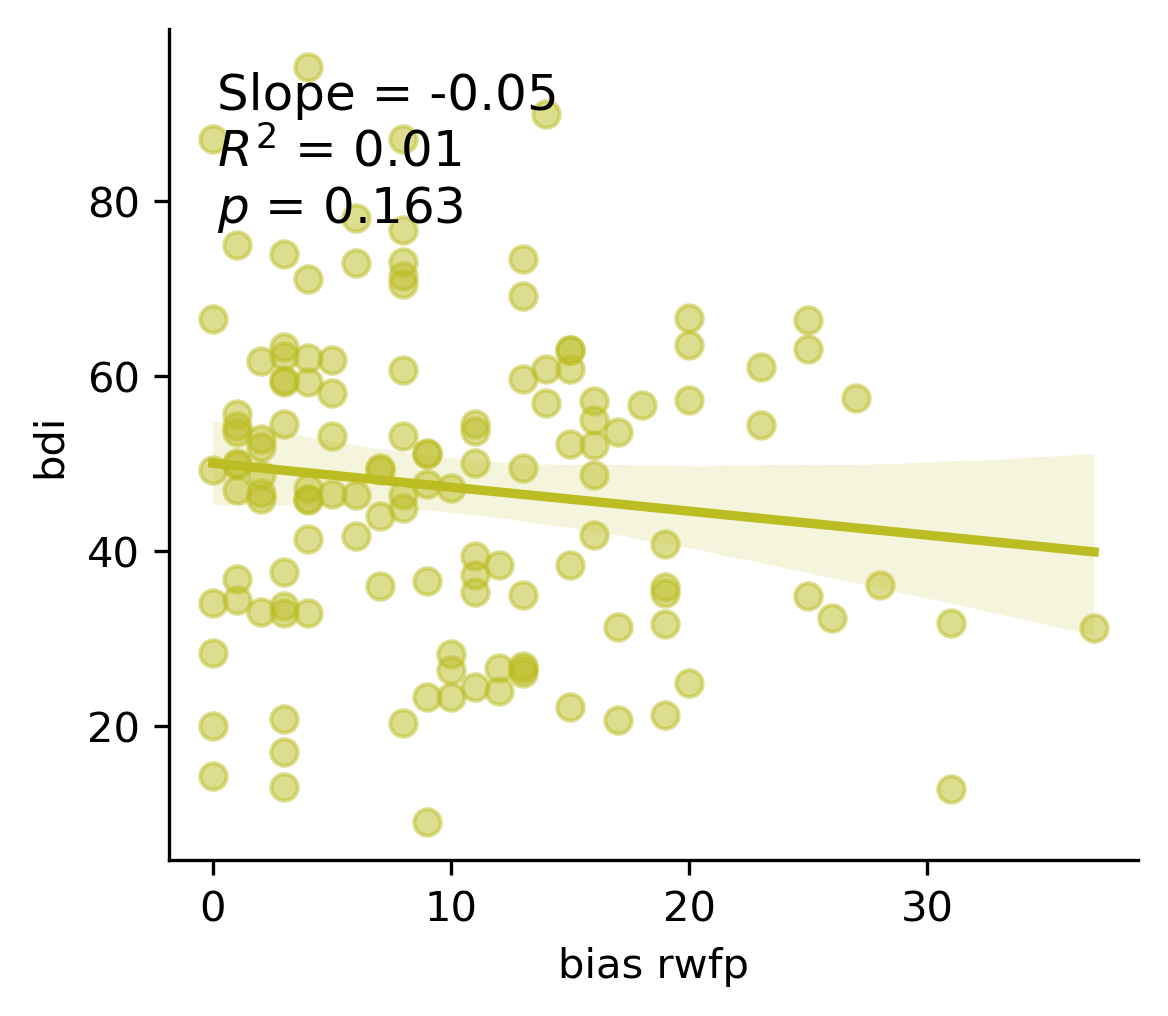 Slope = -0.05
R² = 0.01
p = 0.163
80
60
40
20
bdi
0 10 20 30
bias rwfp